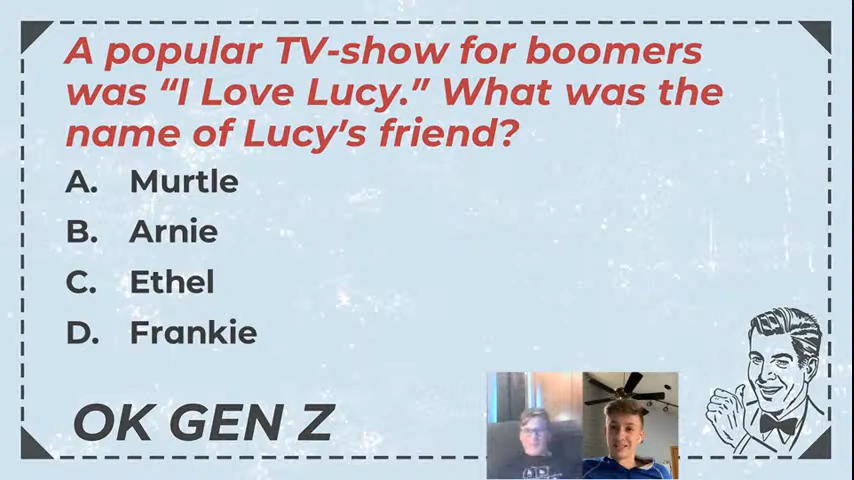 A popular TV-show for boomers
was “I Love Lucy.” What was the
name of Lucy’s friend?
A. Murtle
B. Arnie
C. Ethel
D. Frankie
OK GEN Z